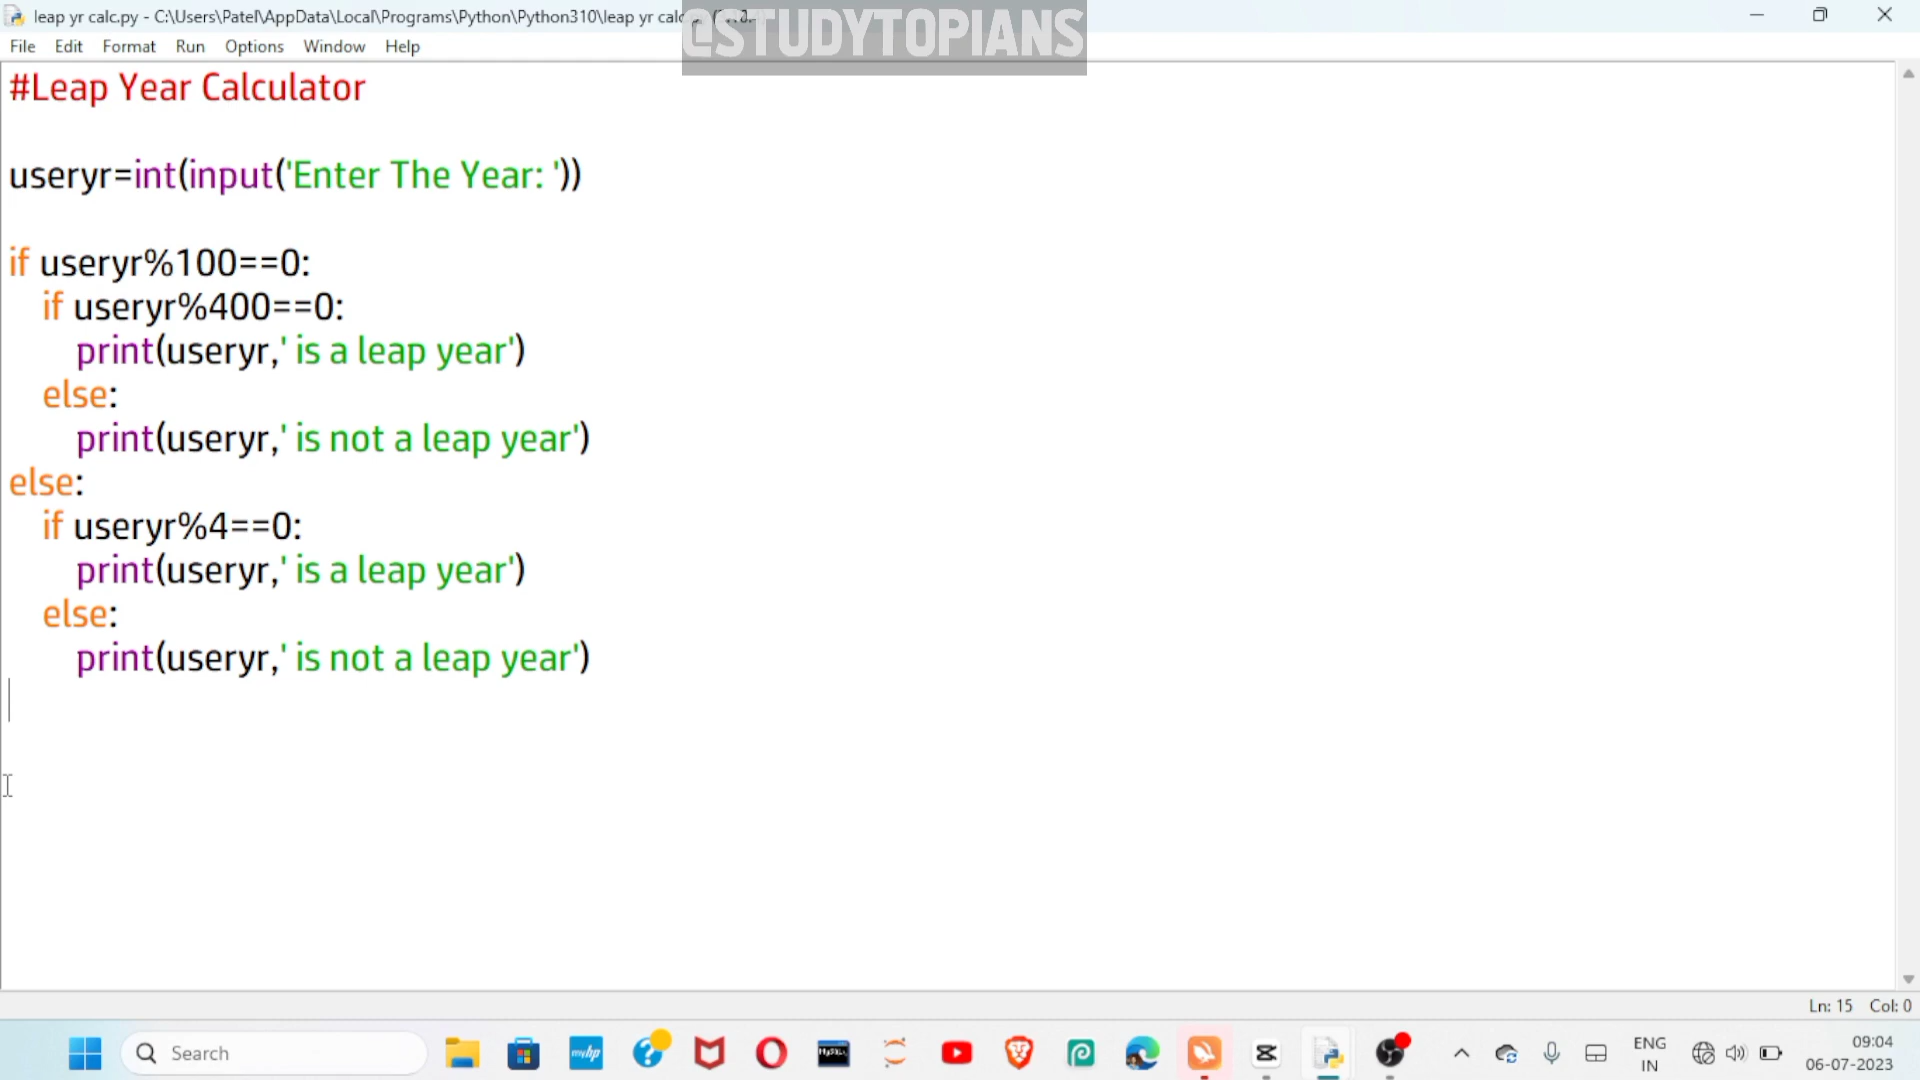 leap yr calc.py - C:\Users\Patel\AppData\Local\Programs\Python\Python310\leap yr calc
@STUDYTOPIANS
File Edit Format Run Options Window Help
#Leap Year Calculator
useryr=int(input('Enter The Year: '))
if useryr%100==0:
    if useryr%400==0:
        print(useryr,' is a leap year')
    else:
        print(useryr,' is not a leap year')
else:
    if useryr%4==0:
        print(useryr,' is a leap year')
    else:
        print(useryr,' is not a leap year')
Ln: 15 Col: 0
Search
myhp
MySQL
ENG
IN
09:04
06-07-2023